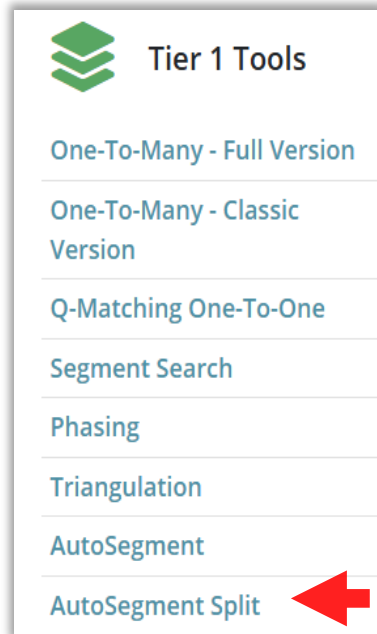 Tier 1 Tools
One-To-Many - Full Version
One-To-Many - Classic
Version
Q-Matching One-To-One
Segment Search
Phasing
Triangulation
AutoSegment
AutoSegment Split